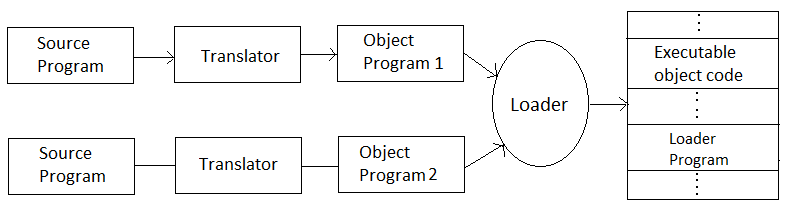 Source
Program
Translator
Object
Program 1
Loader
⋮
Executable
object code
⋮
Loader
Program
⋮
Source
Program
Translator
Object
Program 2